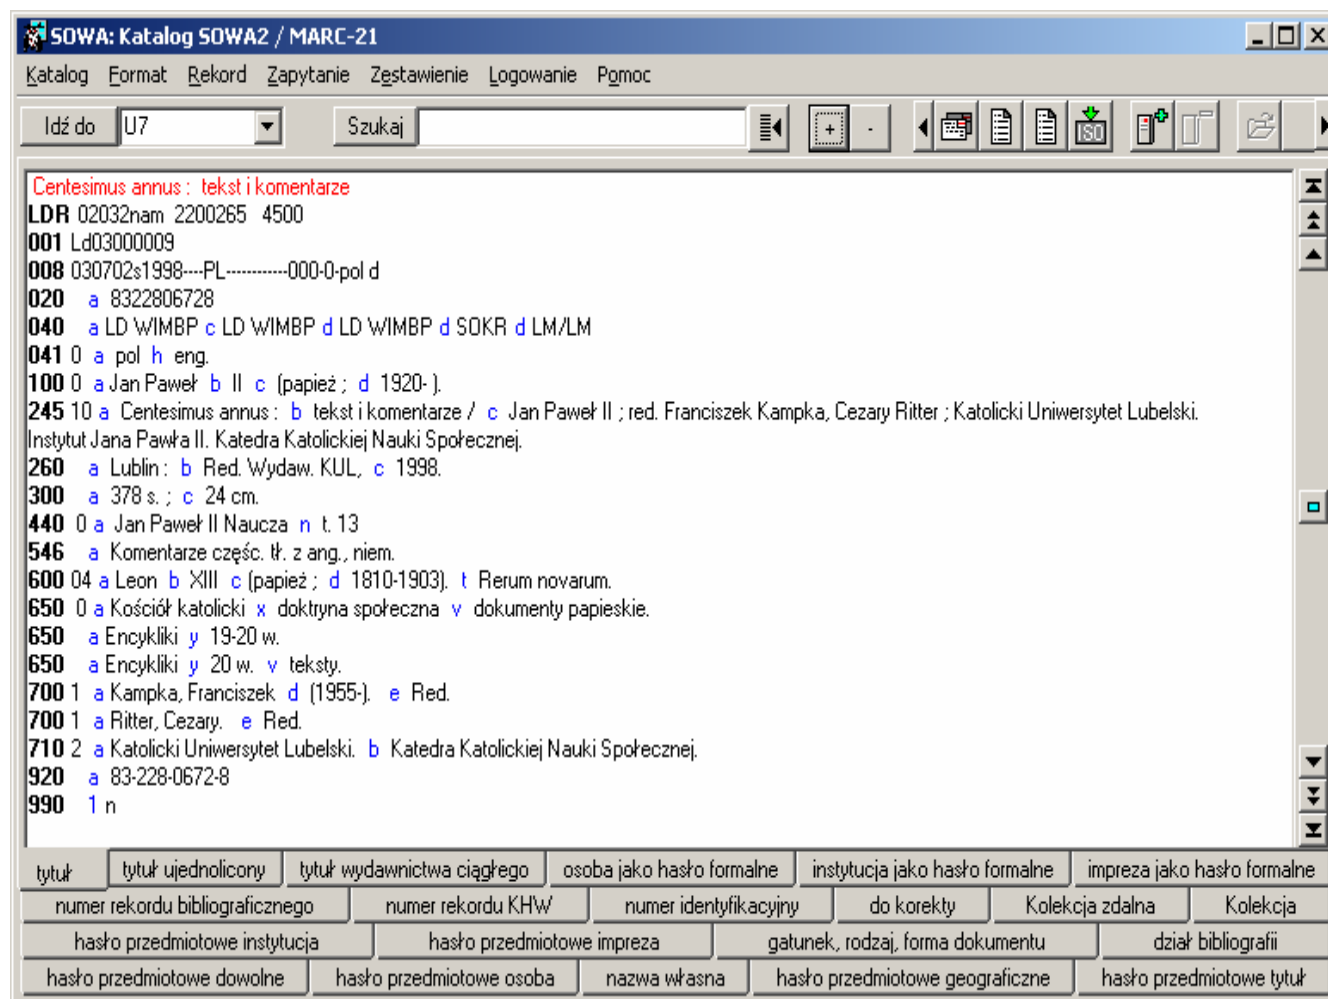 SOWA: Katalog SOWA2 / MARC-21
Katalog Format Rekord Zapytanie Zestawienie Logowanie Pomoc
Idź do U7 Szukaj + - ISO
Centesimus annus : tekst i komentarze
LDR 02032nam 2200265 4500
001 Ld03000009
008 030702s1998----PL------------000-0-pol d
020 a 8322806728
040 a LD WIMBP c LD WIMBP d LD WIMBP d SOKR d LM/LM
041 0 a pol h eng.
100 0 a Jan Paweł b II c (papież ; d 1920- ).
245 10 a Centesimus annus : b tekst i komentarze / c Jan Paweł II ; red. Franciszek Kampka, Cezary Ritter ; Katolicki Uniwersytet Lubelski.
Instytut Jana Pawła II. Katedra Katolickiej Nauki Społecznej.
260 a Lublin : b Red. Wydaw. KUL, c 1998.
300 a 378 s. ; c 24 cm.
440 0 a Jan Paweł II Naucza n t. 13
546 a Komentarze częśc. tł. z ang., niem.
600 04 a Leon b XIII c (papież ; d 1810-1903). t Rerum novarum.
650 0 a Kościół katolicki x doktryna społeczna v dokumenty papieskie.
650 a Encykliki y 19-20 w.
650 a Encykliki y 20 w. v teksty.
700 1 a Kampka, Franciszek d (1955-). e Red.
700 1 a Ritter, Cezary. e Red.
710 2 a Katolicki Uniwersytet Lubelski. b Katedra Katolickiej Nauki Społecznej.
920 a 83-228-0672-8
990 1 n
tytuł tytuł ujednolicony tytuł wydawnictwa ciągłego osoba jako hasło formalne instytucja jako hasło formalne impreza jako hasło formalne
numer rekordu bibliograficznego numer rekordu KHW numer identyfikacyjny do korekty Kolekcja zdalna Kolekcja
hasło przedmiotowe instytucja hasło przedmiotowe impreza gatunek, rodzaj, forma dokumentu dział bibliografii
hasło przedmiotowe dowolne hasło przedmiotowe osoba nazwa własna hasło przedmiotowe geograficzne hasło przedmiotowe tytuł